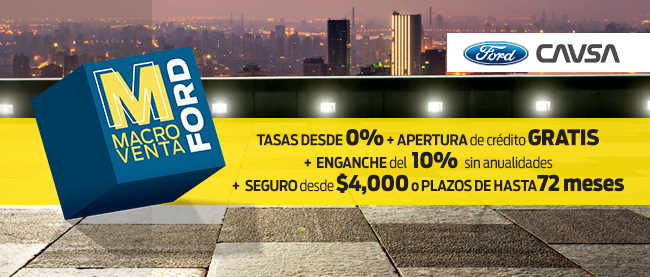 Ford CAVSA
M
MACRO
VENTA
FORD
TASAS DESDE 0% + APERTURA de crédito GRATIS
+ ENGANCHE del 10% sin anualidades
+ SEGURO desde $4,000 o PLAZOS DE HASTA 72 meses